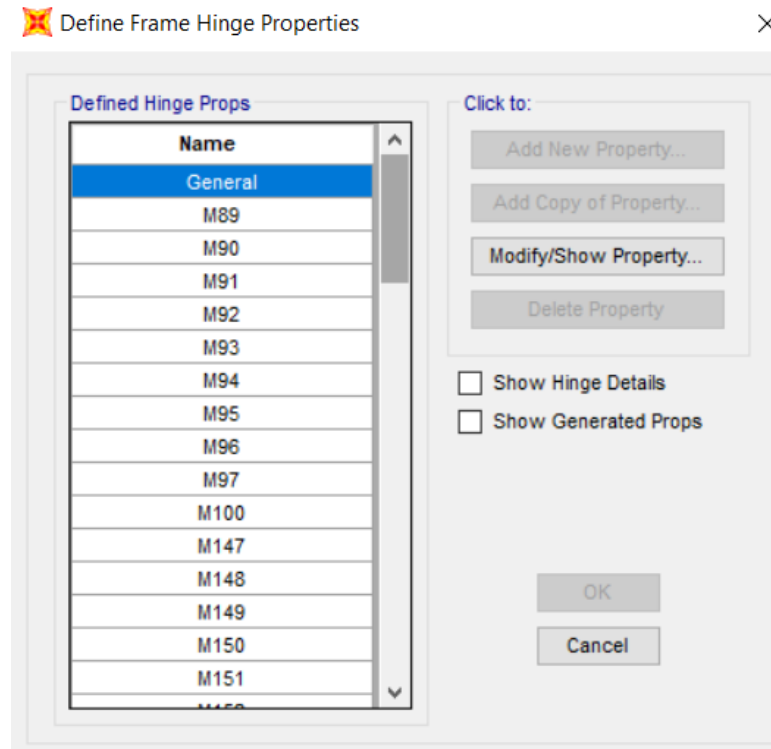 Define Frame Hinge Properties
Defined Hinge Props
Name
General
M89
M90
M91
M92
M93
M94
M95
M96
M97
M100
M147
M148
M149
M150
M151
Click to:
Add New Property...
Add Copy of Property...
Modify/Show Property...
Delete Property
Show Hinge Details
Show Generated Props
OK
Cancel